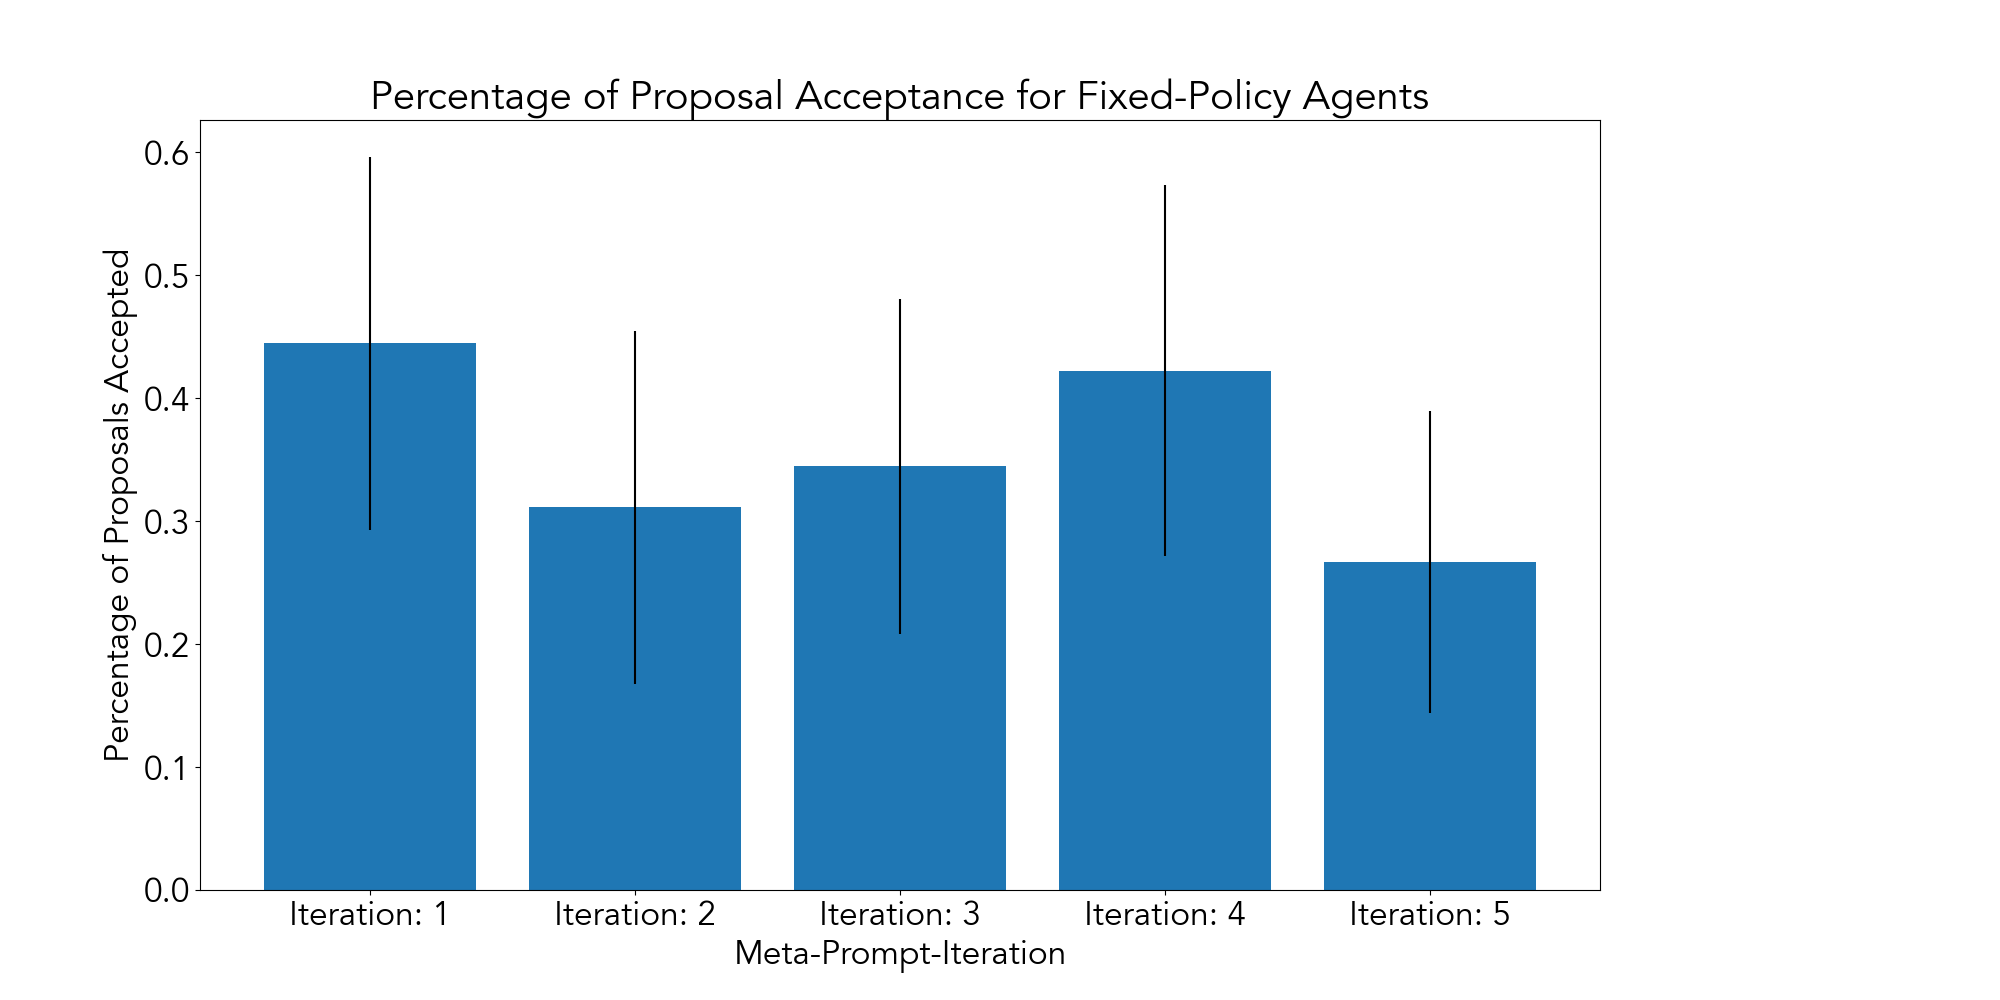 Percentage of Proposal Acceptance for Fixed-Policy Agents
Percentage of Proposals Accepted
0.6
0.5
0.4
0.3
0.2
0.1
0.0
Iteration: 1
Iteration: 2
Iteration: 3
Iteration: 4
Iteration: 5
Meta-Prompt-Iteration